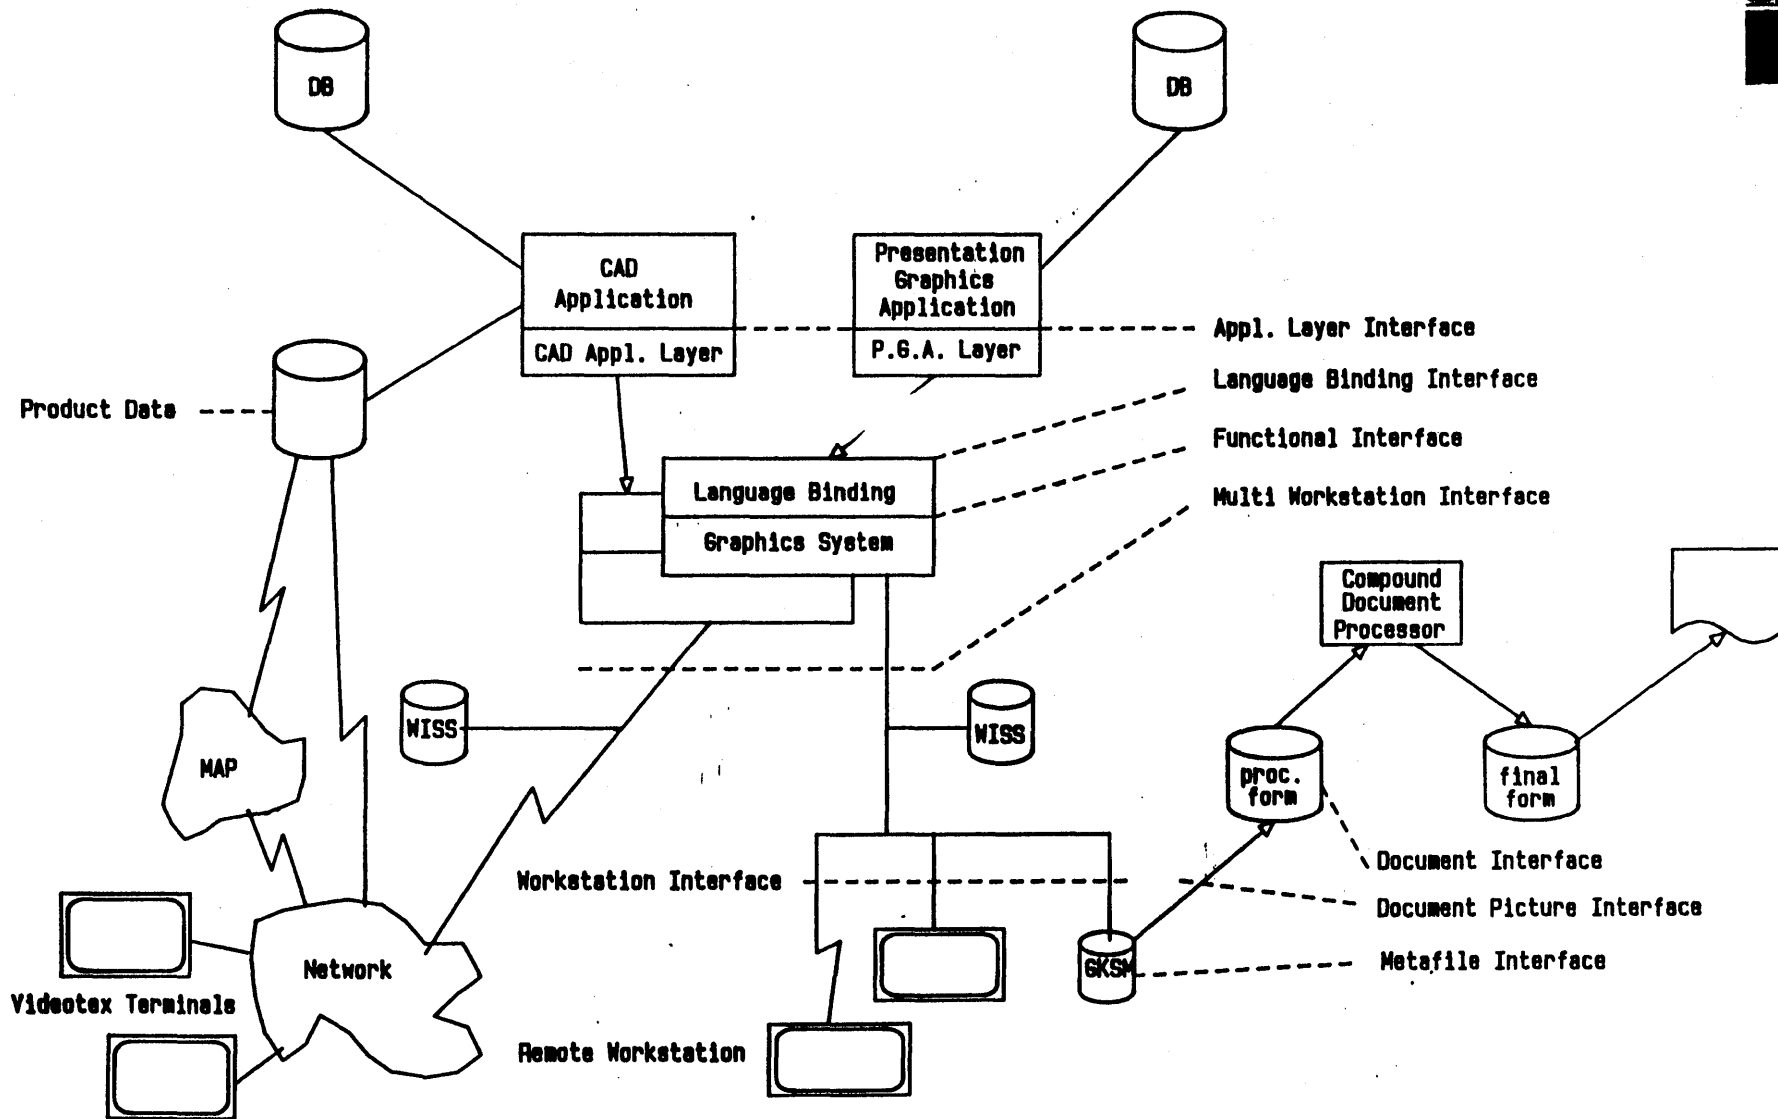 DB
DB
CAD
Application
CAD Appl. Layer
Presentation
Graphics
Application
P.G.A. Layer
Appl. Layer Interface
Language Binding Interface
Product Data
Functional Interface
Language Binding
Multi Workstation Interface
Graphics System
Compound
Document
Processor
WISS
WISS
MAP
proc.
form
final
form
Document Interface
Workstation Interface
Document Picture Interface
Network
GKSM
Metafile Interface
Videotex Terminals
Remote Workstation